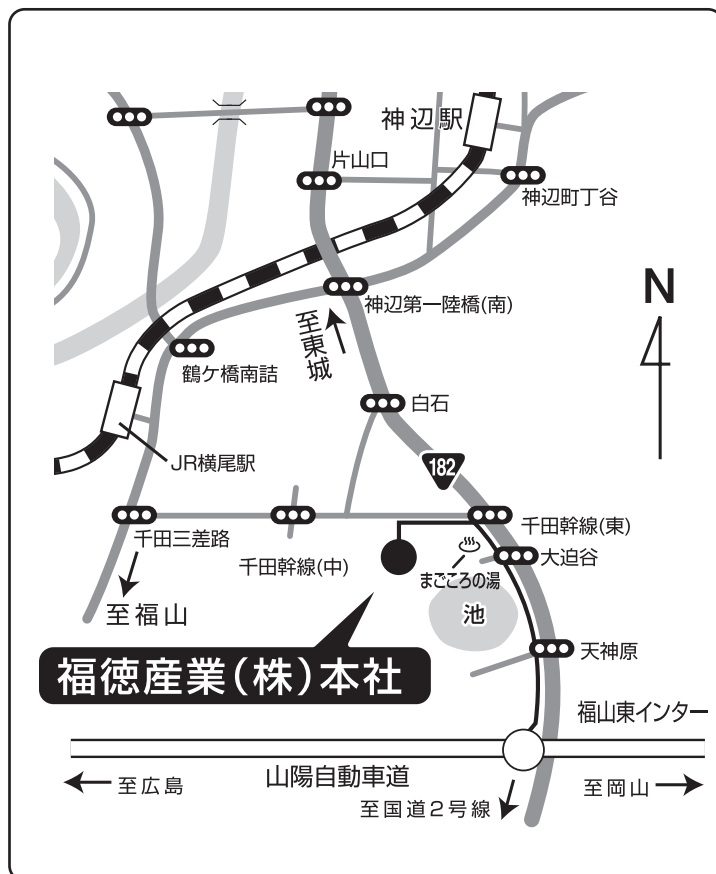 神辺駅
片山口
神辺町丁谷
N
神辺第一陸橋(南)
至東城
鶴ケ橋南詰
白石
JR横尾駅
182
千田幹線(東)
千田三差路
千田幹線(中)
大迫谷
まごころの湯
至福山
池
天神原
福徳産業(株)本社
福山東インター
山陽自動車道
至広島
至岡山
至国道2号線